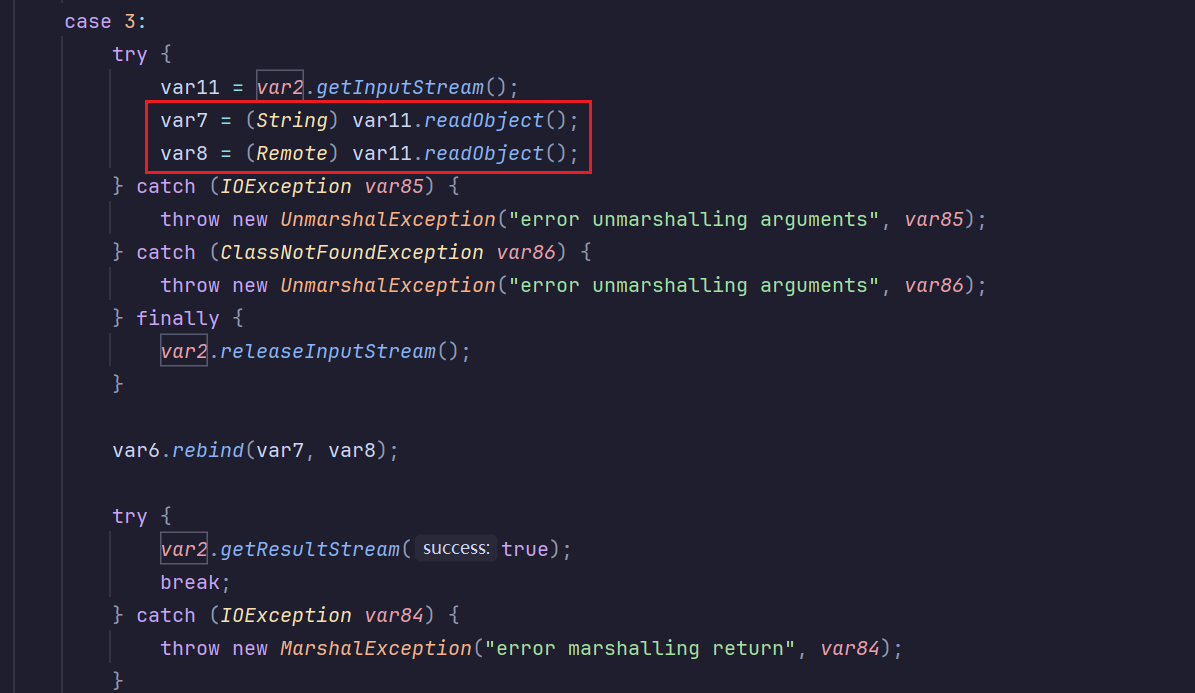 case 3:
try {
var11 = var2.getInputStream();
var7 = (String) var11.readObject();
var8 = (Remote) var11.readObject();
} catch (IOException var85) {
throw new UnmarshalException("error unmarshalling arguments", var85);
} catch (ClassNotFoundException var86) {
throw new UnmarshalException("error unmarshalling arguments", var86);
} finally {
var2.releaseInputStream();
}
var6.rebind(var7, var8);
try {
var2.getResultStream( success: true);
break;
} catch (IOException var84) {
throw new MarshalException("error marshalling return", var84);
}